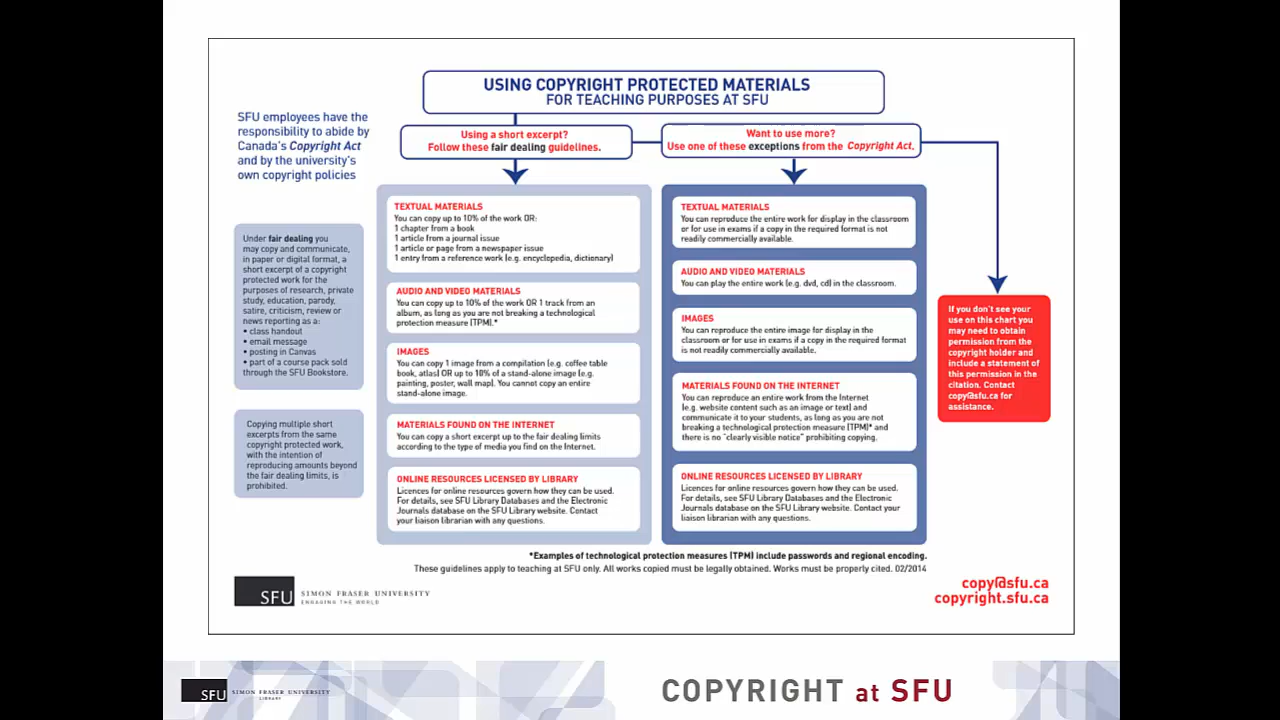 USING COPYRIGHT PROTECTED MATERIALS
FOR TEACHING PURPOSES AT SFU
SFU employees have the
responsibility to abide by
Canada's Copyright Act
and by the university's
own copyright policies
Under fair dealing you
may copy and communicate,
in paper or digital format, a
short excerpt of a copyright
protected work for the
purposes of research, private
study, education, parody,
satire, criticism, review or
news reporting as a:
• class handout
• email message
• posting in Canvas
• part of a course pack sold
through the SFU Bookstore.
Copying multiple short
excerpts from the same
copyright protected work,
with the intention of
reproducing amounts beyond
the fair dealing limits, is
prohibited.
Using a short excerpt?
Follow these fair dealing guidelines.
TEXTUAL MATERIALS
You can copy up to 10% of the work OR:
1 chapter from a book
1 article from a journal issue
1 article or page from a newspaper issue
1 entry from a reference work (e.g. encyclopedia, dictionary)
AUDIO AND VIDEO MATERIALS
You can copy up to 10% of the work OR 1 track from an
album, as long as you are not breaking a technological
protection measure (TPM).*
IMAGES
You can copy 1 image from a compilation (e.g. coffee table
book, atlas) OR up to 10% of a stand-alone image (e.g.
painting, poster, wall map). You cannot copy an entire
stand-alone image.
MATERIALS FOUND ON THE INTERNET
You can copy a short excerpt up to the fair dealing limits
according to the type of media you find on the Internet.
ONLINE RESOURCES LICENSED BY LIBRARY
Licences for online resources govern how they can be used.
For details, see SFU Library Databases and the Electronic
Journals database on the SFU Library website. Contact
your liaison librarian with any questions.
Want to use more?
Use one of these exceptions from the Copyright Act.
TEXTUAL MATERIALS
You can reproduce the entire work for display in the classroom
or for use in exams if a copy in the required format is not
readily commercially available.
AUDIO AND VIDEO MATERIALS
You can play the entire work (e.g. dvd, cd) in the classroom.
IMAGES
You can reproduce the entire image for display in the
classroom or for use in exams if a copy in the required format
is not readily commercially available.
MATERIALS FOUND ON THE INTERNET
You can reproduce an entire work from the Internet
(e.g. website content such as an image or text) and
communicate it to your students, as long as you are not
breaking a technological protection measure (TPM)* and
there is no "clearly visible notice" prohibiting copying.
ONLINE RESOURCES LICENSED BY LIBRARY
Licences for online resources govern how they can be used.
For details, see SFU Library Databases and the Electronic
Journals database on the SFU Library website. Contact your
liaison librarian with any questions.
If you don't see your
use on this chart you
may need to obtain
permission from the
copyright holder and
include a statement of
this permission in the
citation. Contact
copy@sfu.ca for
assistance.
*Examples of technological protection measures (TPM) include passwords and regional encoding.
These guidelines apply to teaching at SFU only. All works copied must be legally obtained. Works must be properly cited. 02/2014
SFU SIMON FRASER UNIVERSITY
ENGAGING THE WORLD
copy@sfu.ca
copyright.sfu.ca
SFU SIMON FRASER UNIVERSITY
LIBRARY
COPYRIGHT at SFU